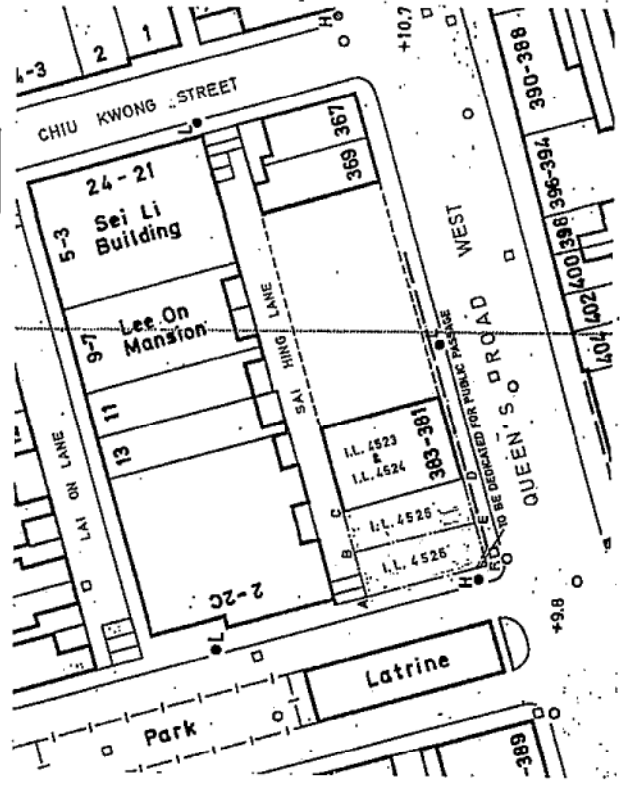 4-3
2
1
H
+10.7
390-388
CHIU KWONG STREET
L
367
369
24-21
Sei Li
Building
5-3
396-394
398
400
402
404
WEST
Lee On
Mansion
9-7
SAI HING LANE
L
ROAD
QUEEN'S
TO BE DEDICATED FOR PUBLIC PASSAGE
11
13
LAI ON LANE
I.L. 4523
&
I.L. 4524
383-381
C
D
I.L. 4525
B
E
I.L. 4526
A
H
2-2C
L
+9.8
Latrine
Park
-389